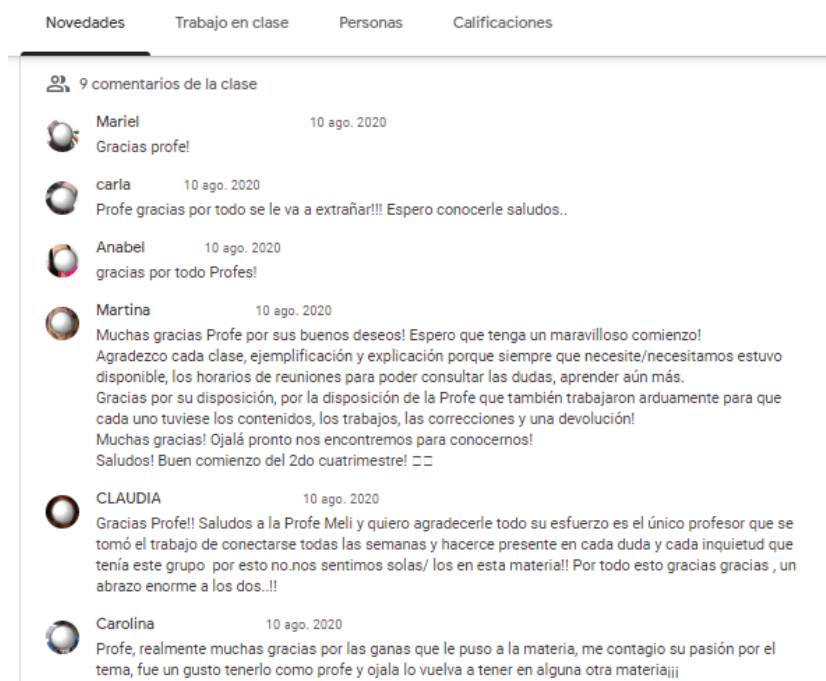 Novedades Trabajo en clase Personas Calificaciones
9 comentarios de la clase
Mariel 10 ago. 2020
Gracias profe!
carla 10 ago. 2020
Profe gracias por todo se le va a extrañar!!! Espero conocerle saludos..
Anabel 10 ago. 2020
gracias por todo Profes!
Martina 10 ago. 2020
Muchas gracias Profe por sus buenos deseos! Espero que tenga un maravilloso comienzo!
Agradezco cada clase, ejemplificación y explicación porque siempre que necesite/necesitamos estuvo
disponible, los horarios de reuniones para poder consultar las dudas, aprender aún más.
Gracias por su disposición, por la disposición de la Profe que también trabajaron arduamente para que
cada uno tuviese los contenidos, los trabajos, las correcciones y una devolución!
Muchas gracias! Ojalá pronto nos encontremos para conocernos!
Saludos! Buen comienzo del 2do cuatrimestre! □□
CLAUDIA 10 ago. 2020
Gracias Profe!! Saludos a la Profe Meli y quiero agradecerle todo su esfuerzo es el único profesor que se
tomó el trabajo de conectarse todas las semanas y hacerce presente en cada duda y cada inquietud que
tenía este grupo por esto no.nos sentimos solas/ los en esta materia!! Por todo esto gracias gracias , un
abrazo enorme a los dos..!!
Carolina 10 ago. 2020
Profe, realmente muchas gracias por las ganas que le puso a la materia, me contagio su pasión por el
tema, fue un gusto tenerlo como profe y ojala lo vuelva a tener en alguna otra materia¡¡¡